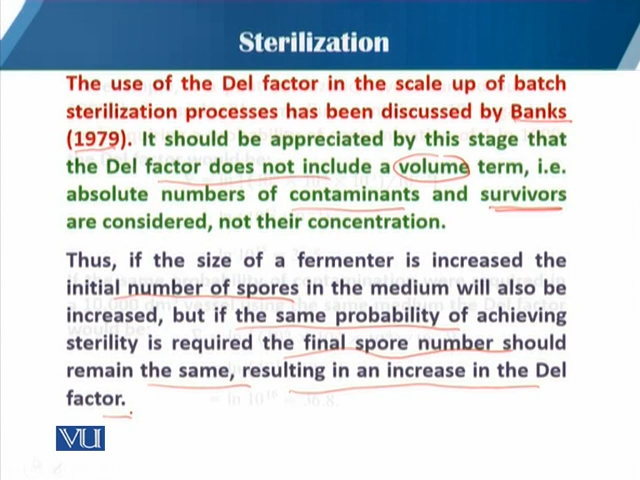 Sterilization
The use of the Del factor in the scale up of batch
sterilization processes has been discussed by Banks
(1979). It should be appreciated by this stage that
the Del factor does not include a volume term, i.e.
absolute numbers of contaminants and survivors
are considered, not their concentration.
Thus, if the size of a fermenter is increased the
initial number of spores in the medium will also be
increased, but if the same probability of achieving
sterility is required the final spore number should
remain the same, resulting in an increase in the Del
factor.
= ln 10¹⁶ = 36.8.
VU